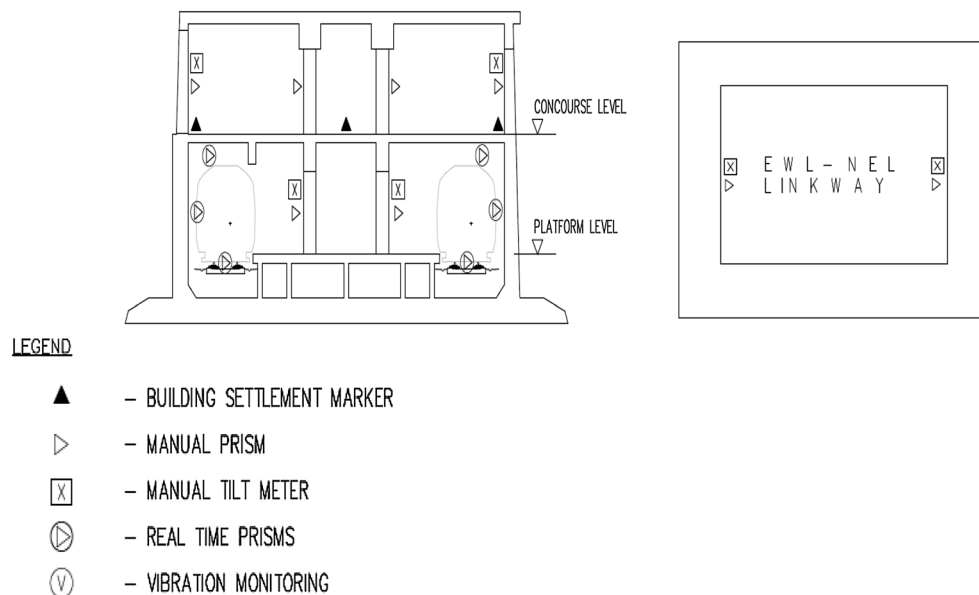 CONCOURSE LEVEL
PLATFORM LEVEL
X
X
X
X
X
EWL-NEL
LINKWAY
X
LEGEND
- BUILDING SETTLEMENT MARKER
- MANUAL PRISM
X - MANUAL TILT METER
- REAL TIME PRISMS
V - VIBRATION MONITORING